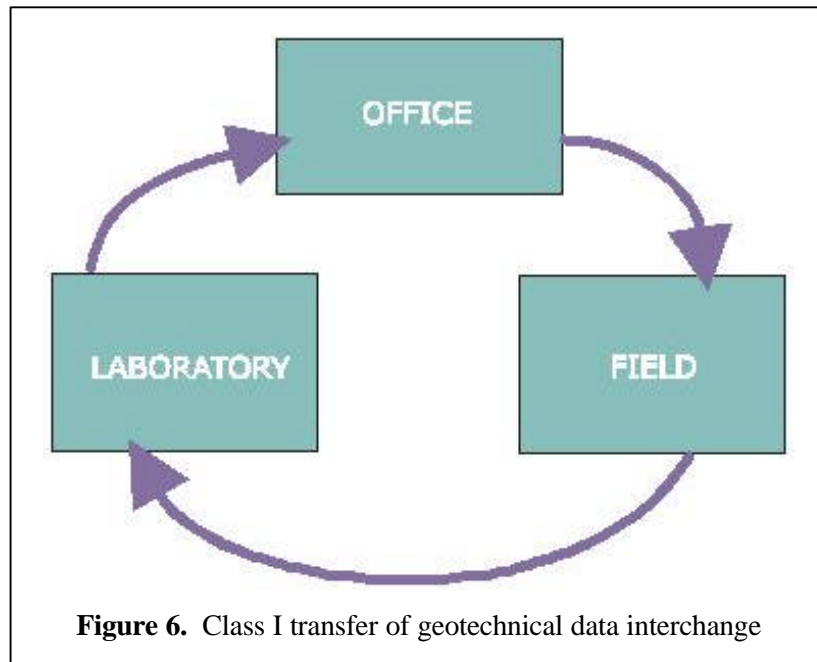 OFFICE
LABORATORY
FIELD
Figure 6. Class I transfer of geotechnical data interchange